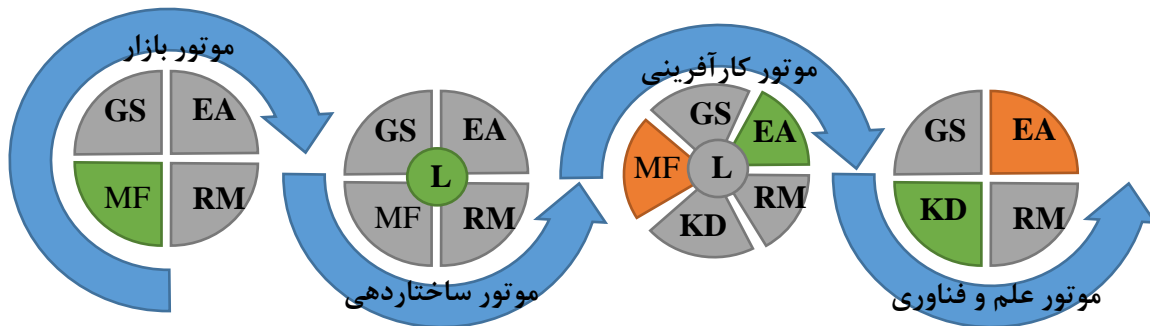 موتور بازار
GS EA
MF RM
GS EA
L
MF RM
موتور ساختاردهی
موتور کارآفرینی
GS
EA
MF L
RM
KD
GS EA
KD RM
موتور علم و فناوری